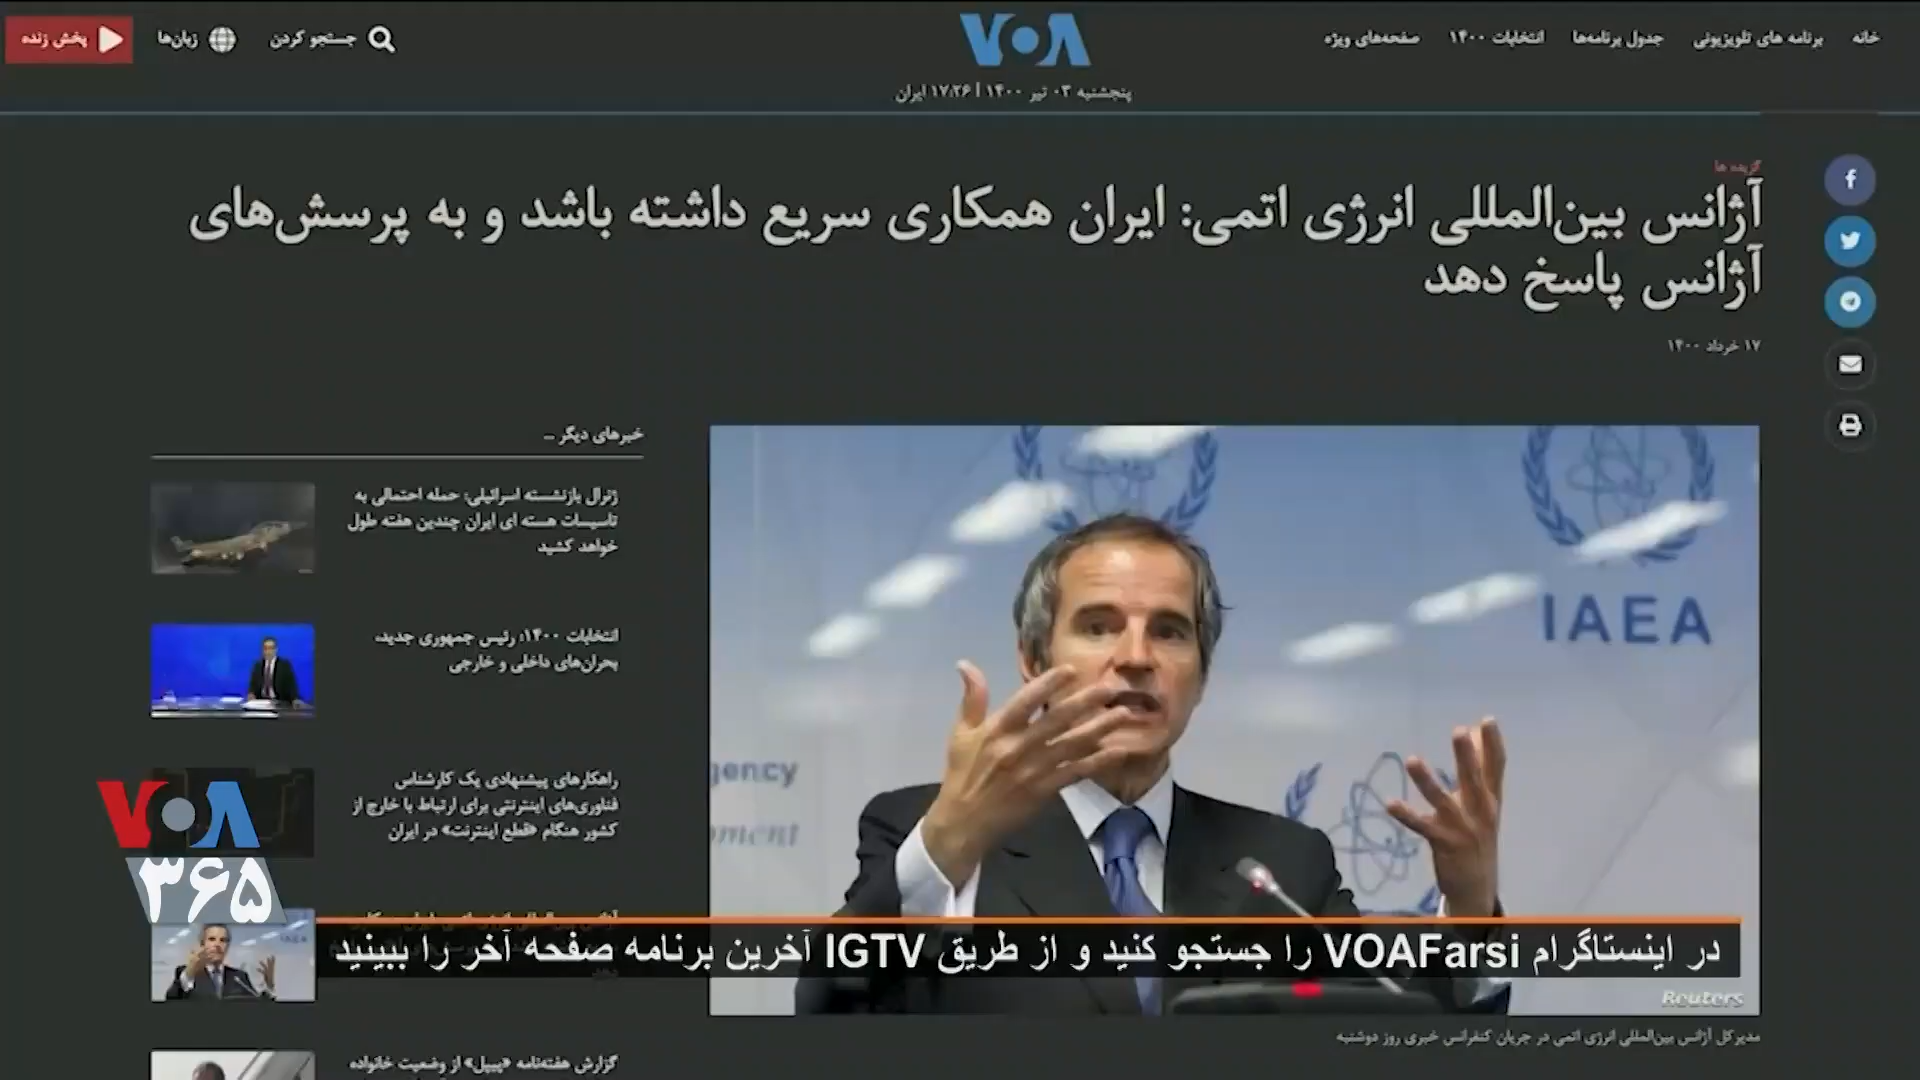 خانه
برنامه های تلویزیونی
جدول برنامه‌ها
انتخابات ۱۴۰۰
صفحه‌های ویژه
VOA
جستجو کردن
زبان‌ها
پخش زنده
پنجشنبه ۰۳ تیر ۱۴۰۰ | ۱۷:۲۶ ایران
گزیده ها
آژانس بین‌المللی انرژی اتمی: ایران همکاری سریع داشته باشد و به پرسش‌های
آژانس پاسخ دهد
۱۷ خرداد ۱۴۰۰
IAEA
gency
Reuters
مدیرکل آژانس بین‌المللی انرژی اتمی در جریان کنفرانس خبری روز دوشنبه
خبرهای دیگر ...
ژنرال بازنشسته اسرائیلی: حمله احتمالی به
تاسیسات هسته ای ایران چندین هفته طول
خواهد کشید
انتخابات ۱۴۰۰؛ رئیس جمهوری جدید،
بحران‌های داخلی و خارجی
راهکارهای پیشنهادی یک کارشناس
فناوری‌های اینترنتی برای ارتباط با خارج از
کشور هنگام «قطع اینترنت» در ایران
گزارش هفته‌نامه «پیپل» از وضعیت خانواده
VOA
۳۶۵
در اینستاگرام VOAFarsi را جستجو کنید و از طریق IGTV آخرین برنامه صفحه آخر را ببینید